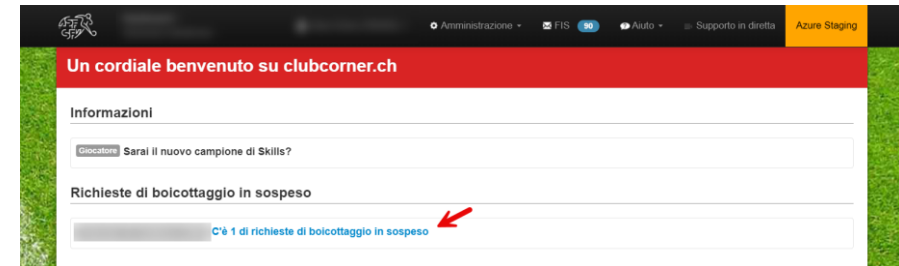 Amministrazione FIS 90 Aiuto Supporto in diretta Azure Staging
Un cordiale benvenuto su clubcorner.ch
Informazioni
Giocatore Sarai il nuovo campione di Skills?
Richieste di boicottaggio in sospeso
C'è 1 di richieste di boicottaggio in sospeso